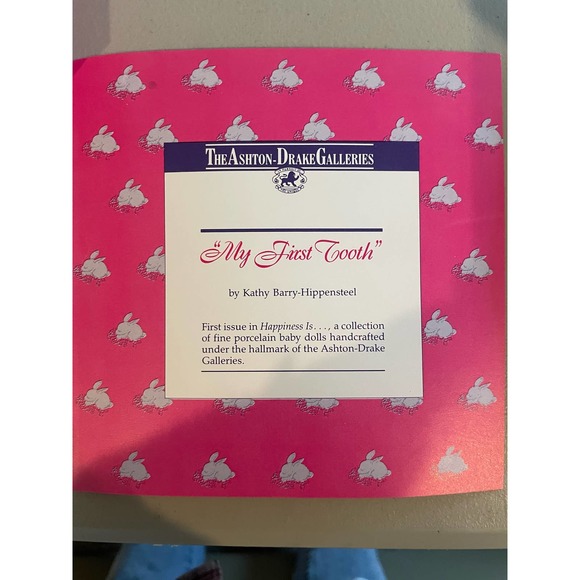 THE ASHTON-DRAKE GALLERIES
"My First Tooth"
by Kathy Barry-Hippensteel
First issue in Happiness Is . . . , a collection
of fine porcelain baby dolls handcrafted
under the hallmark of the Ashton-Drake
Galleries.